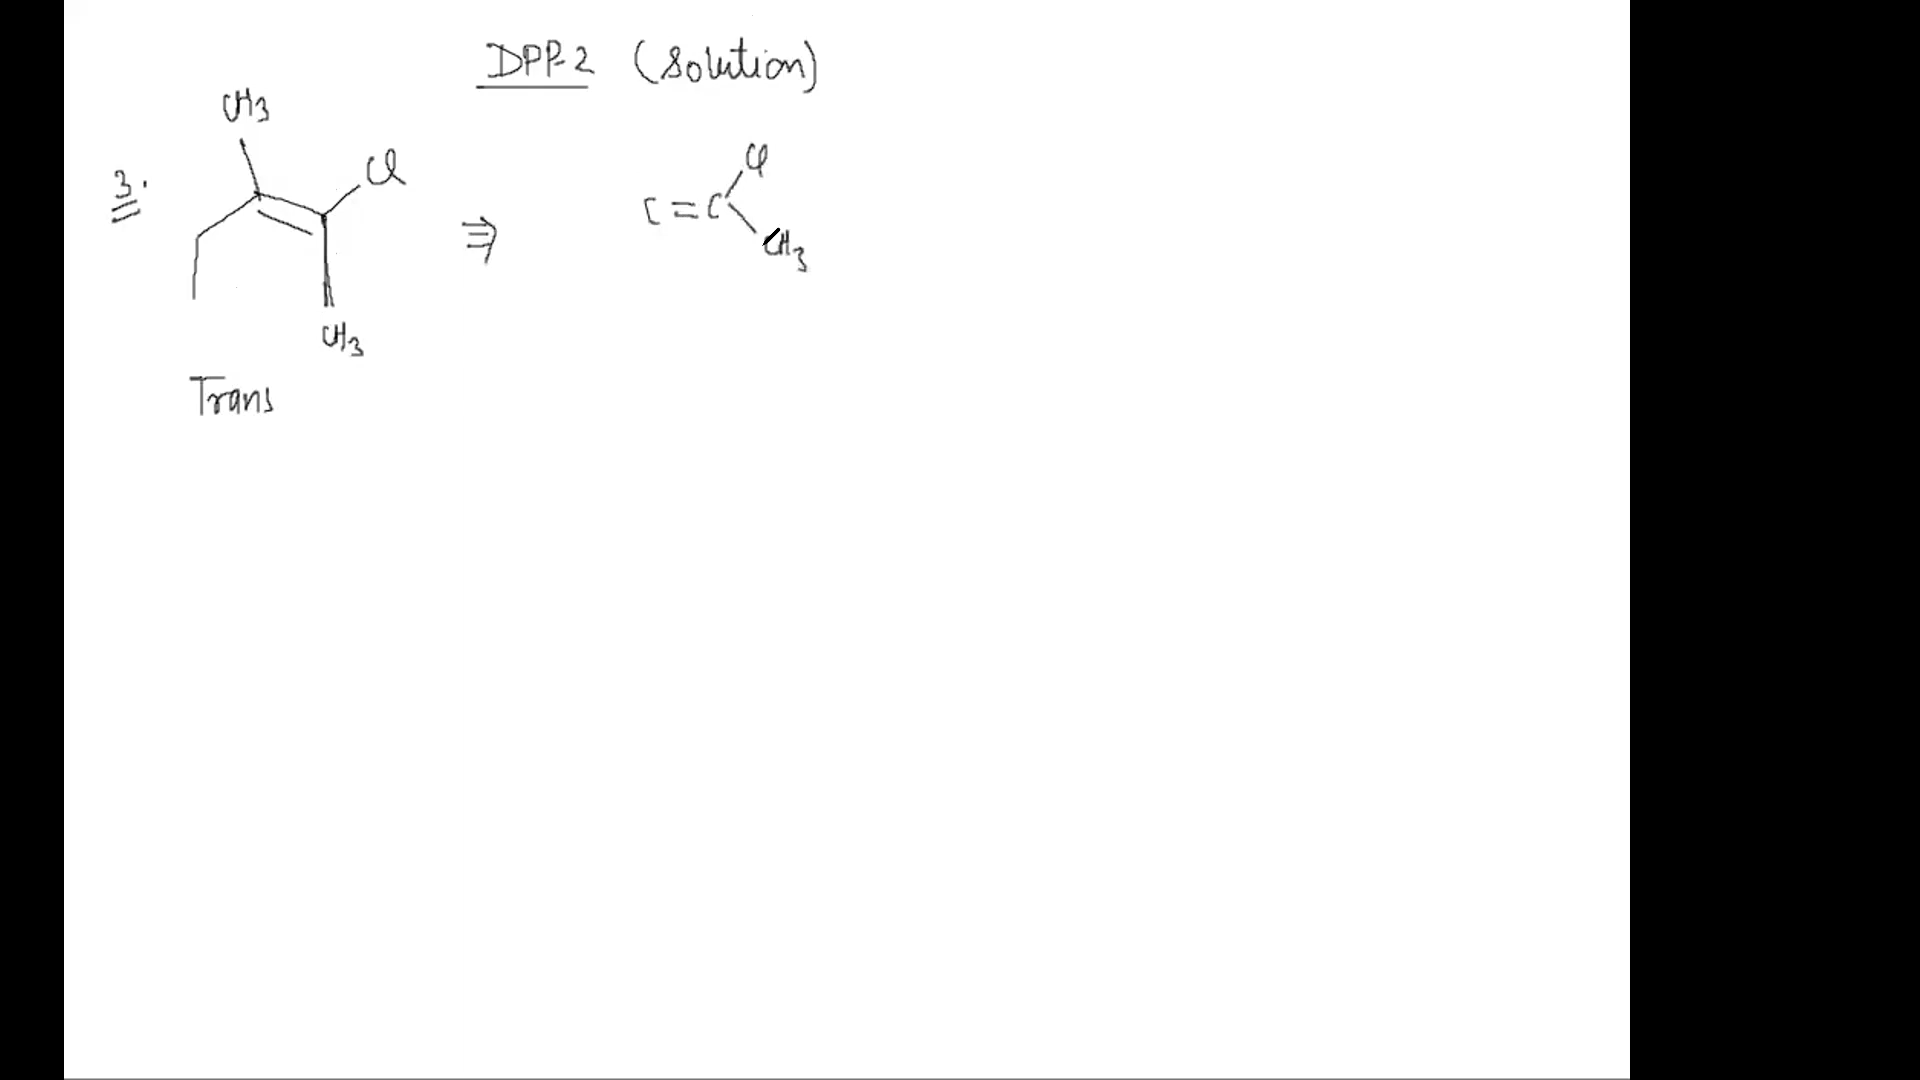 DPP-2 (Solution)
3.
CH3
Cl
CH3
Trans
⇒
Cl
C=C
CH3